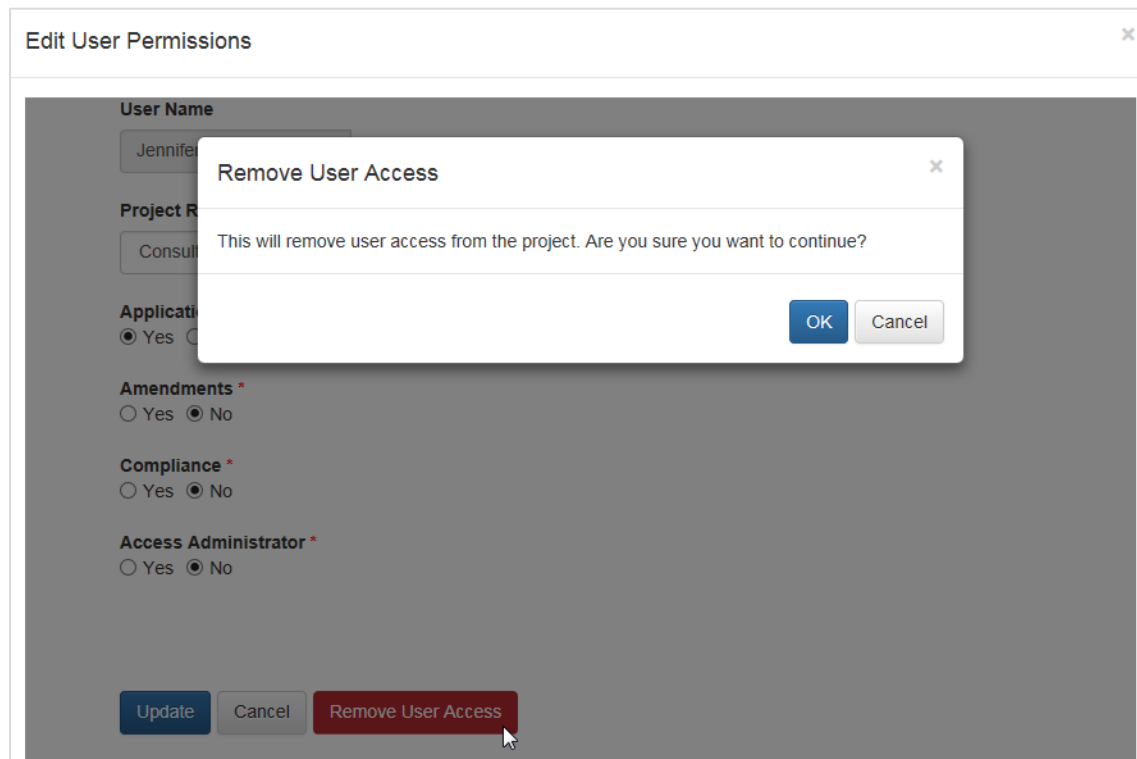 Edit User Permissions ×
User Name
Jennifer
Remove User Access ×
Project R
This will remove user access from the project. Are you sure you want to continue?
Consult
OK Cancel
Applicati
Yes
Amendments *
Yes No
Compliance *
Yes No
Access Administrator *
Yes No
Update Cancel Remove User Access